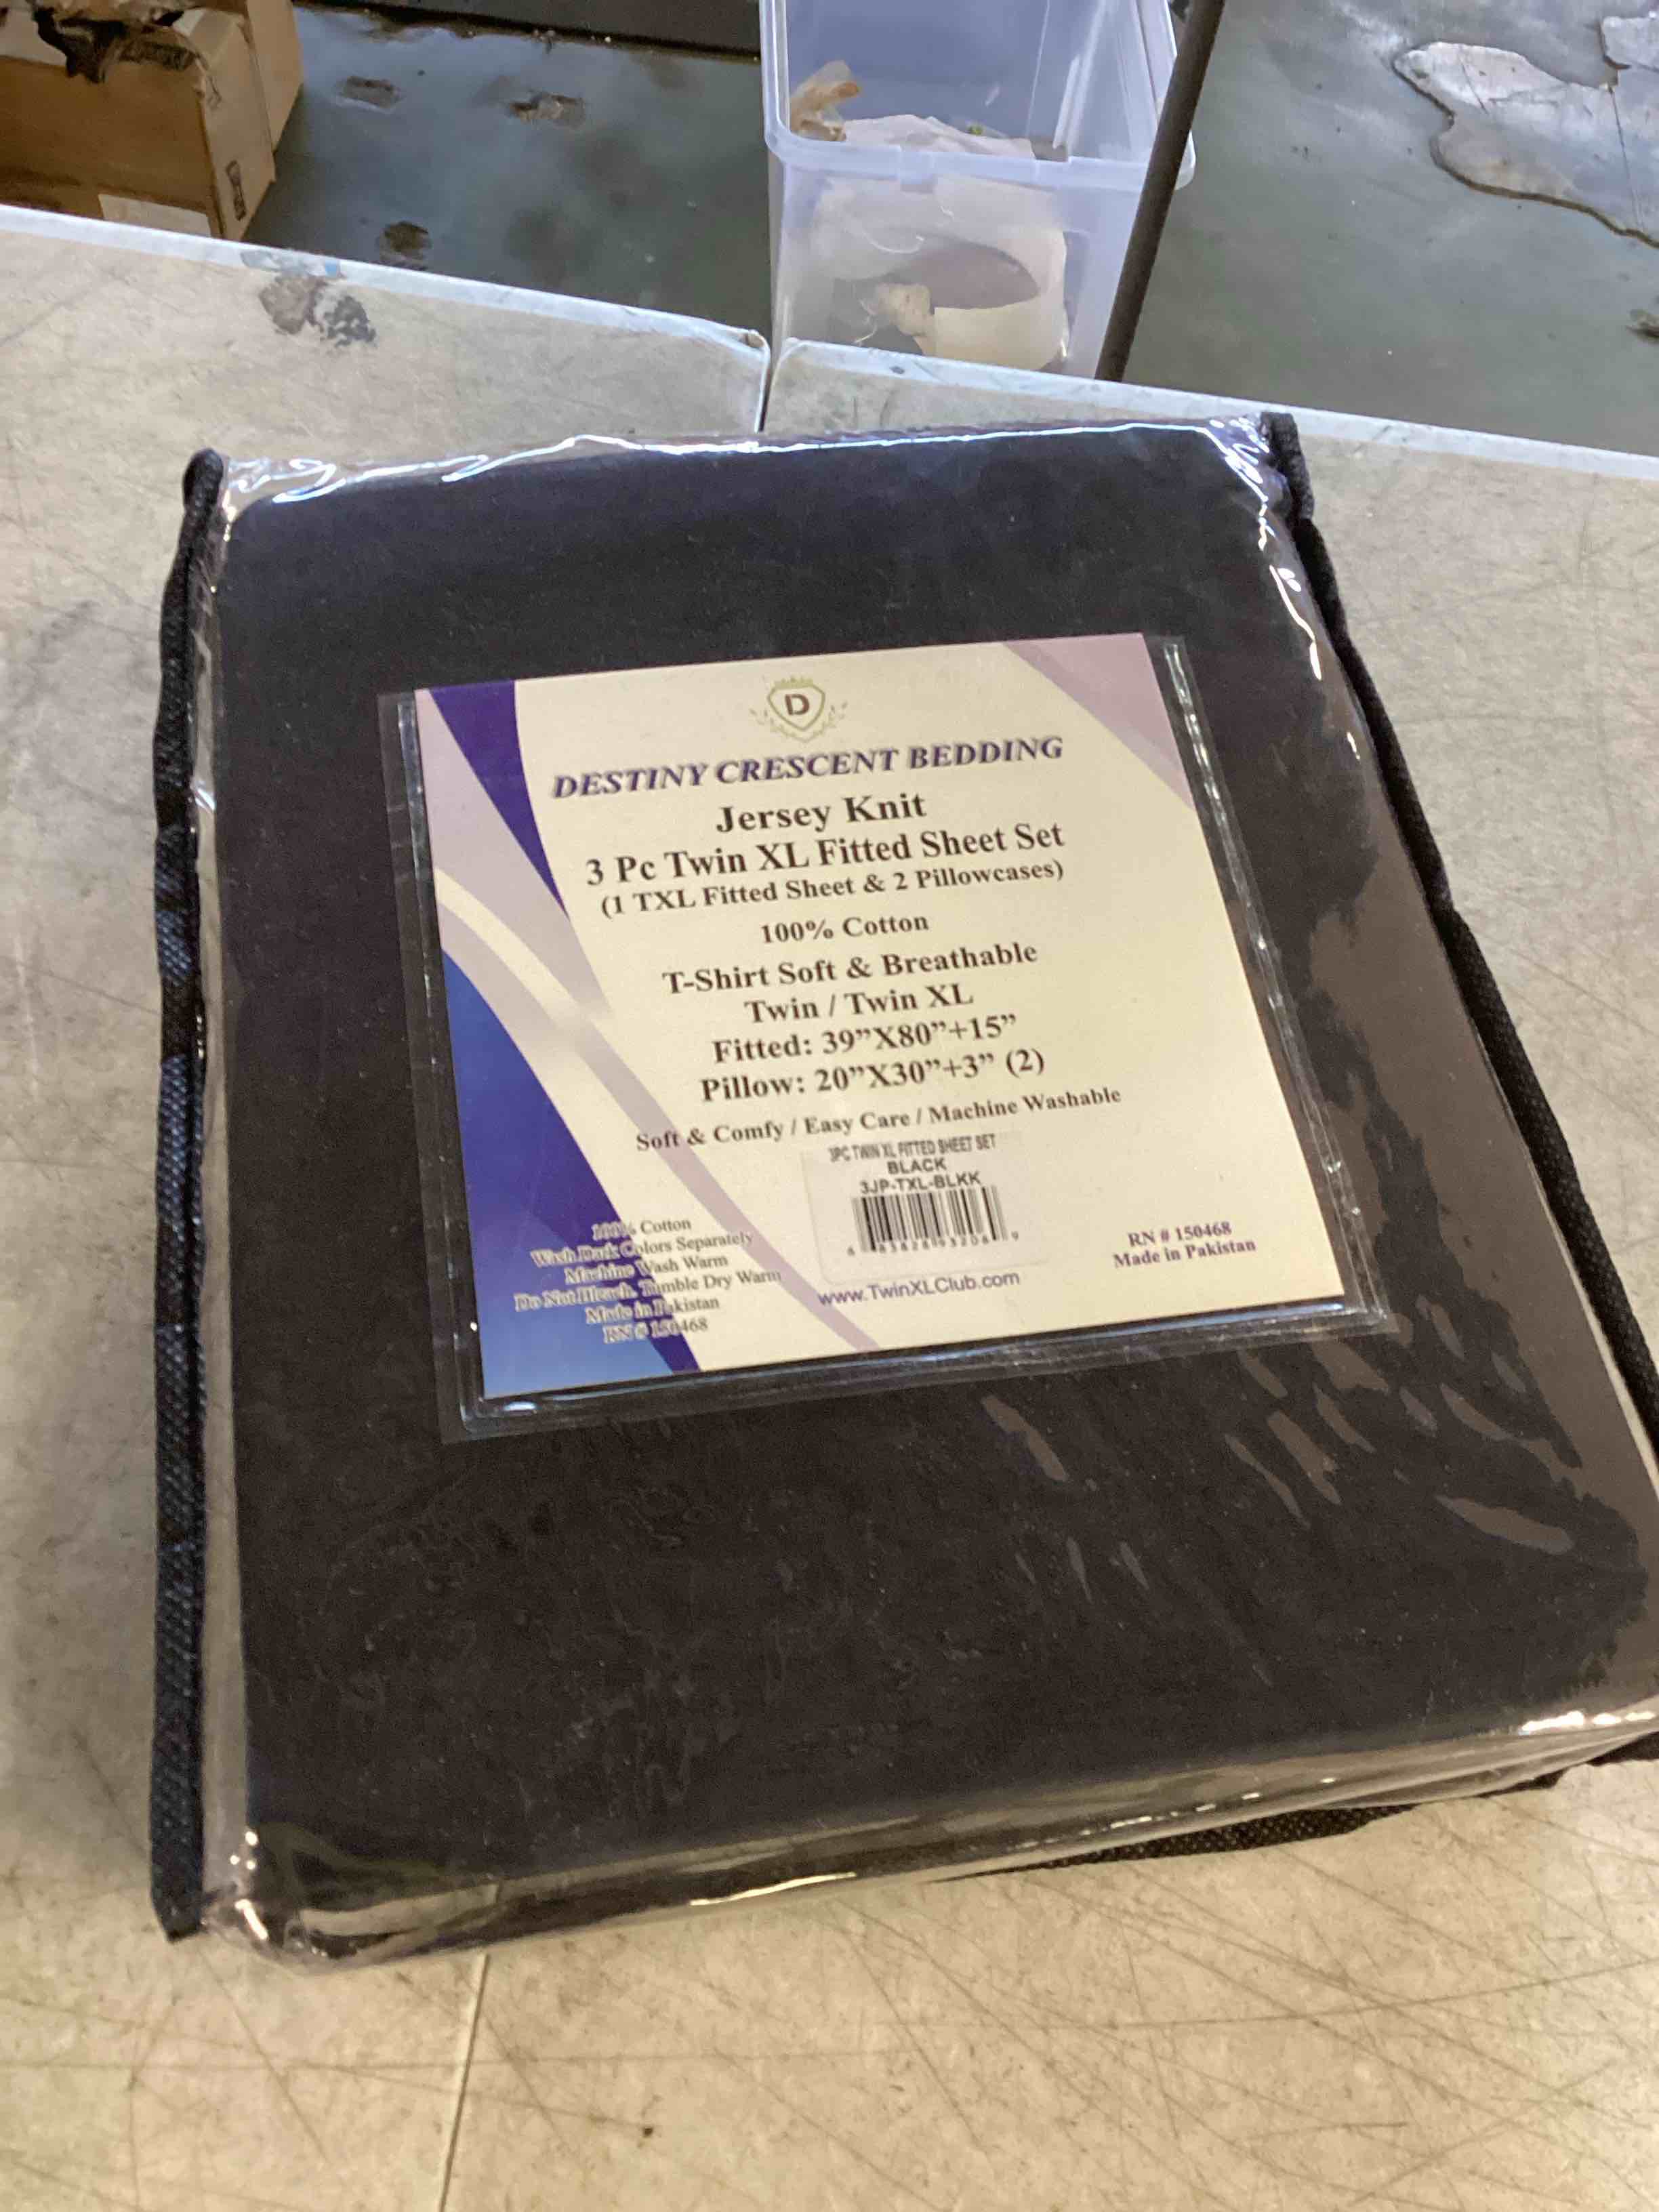 D
DESTINY CRESCENT BEDDING
Jersey Knit
3 Pc Twin XL Fitted Sheet Set
(1 TXL Fitted Sheet & 2 Pillowcases)
100% Cotton
T-Shirt Soft & Breathable
Twin / Twin XL
Fitted: 39”X80”+15”
Pillow: 20”X30”+3” (2)
Soft & Comfy / Easy Care / Machine Washable
3PC TWIN XL FITTED SHEET SET
BLACK
3JP-TXL-BLKK
www.TwinXLClub.com
100% Cotton
Wash Dark Colors Separately
Machine Wash Warm
Do Not Bleach. Tumble Dry Warm
Made in Pakistan
RN # 150468
RN # 150468
Made in Pakistan